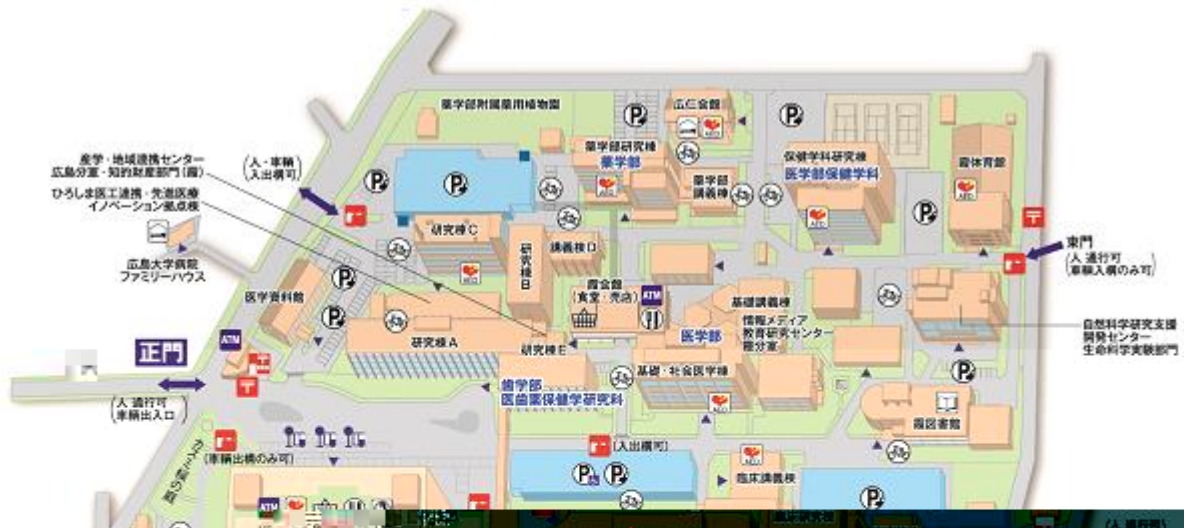 薬学部附属薬用植物園
広仁会館
AED
薬学部研究棟
薬学部
AED
薬学部
講義棟
保健学科研究棟
医学部保健学科
AED
霞体育館
AED
産学・地域連携センター
広島分室・知的財産部門(霞)
ひろしま医工連携・先進医療
イノベーション拠点棟
(人・車輌
入出構可)
広島大学病院
ファミリーハウス
研究棟C
AED
研究棟B
講義棟D
東門
(人 通行可
車輌入構のみ可)
医学資料館
霞会館
(食堂・売店)
ATM
基礎講義棟
情報メディア
教育研究センター
霞分室
医学部
研究棟A
研究棟E
基礎・社会医学棟
AED
自然科学研究支援
開発センター
生命科学実験部門
正門
ATM
(人 通行可
車輌出入口)
歯学部
医歯薬保健学研究科
霞図書館
(車輌出構のみ可)
(入出構可)
AED
臨床講義棟
P
P
P
ATM